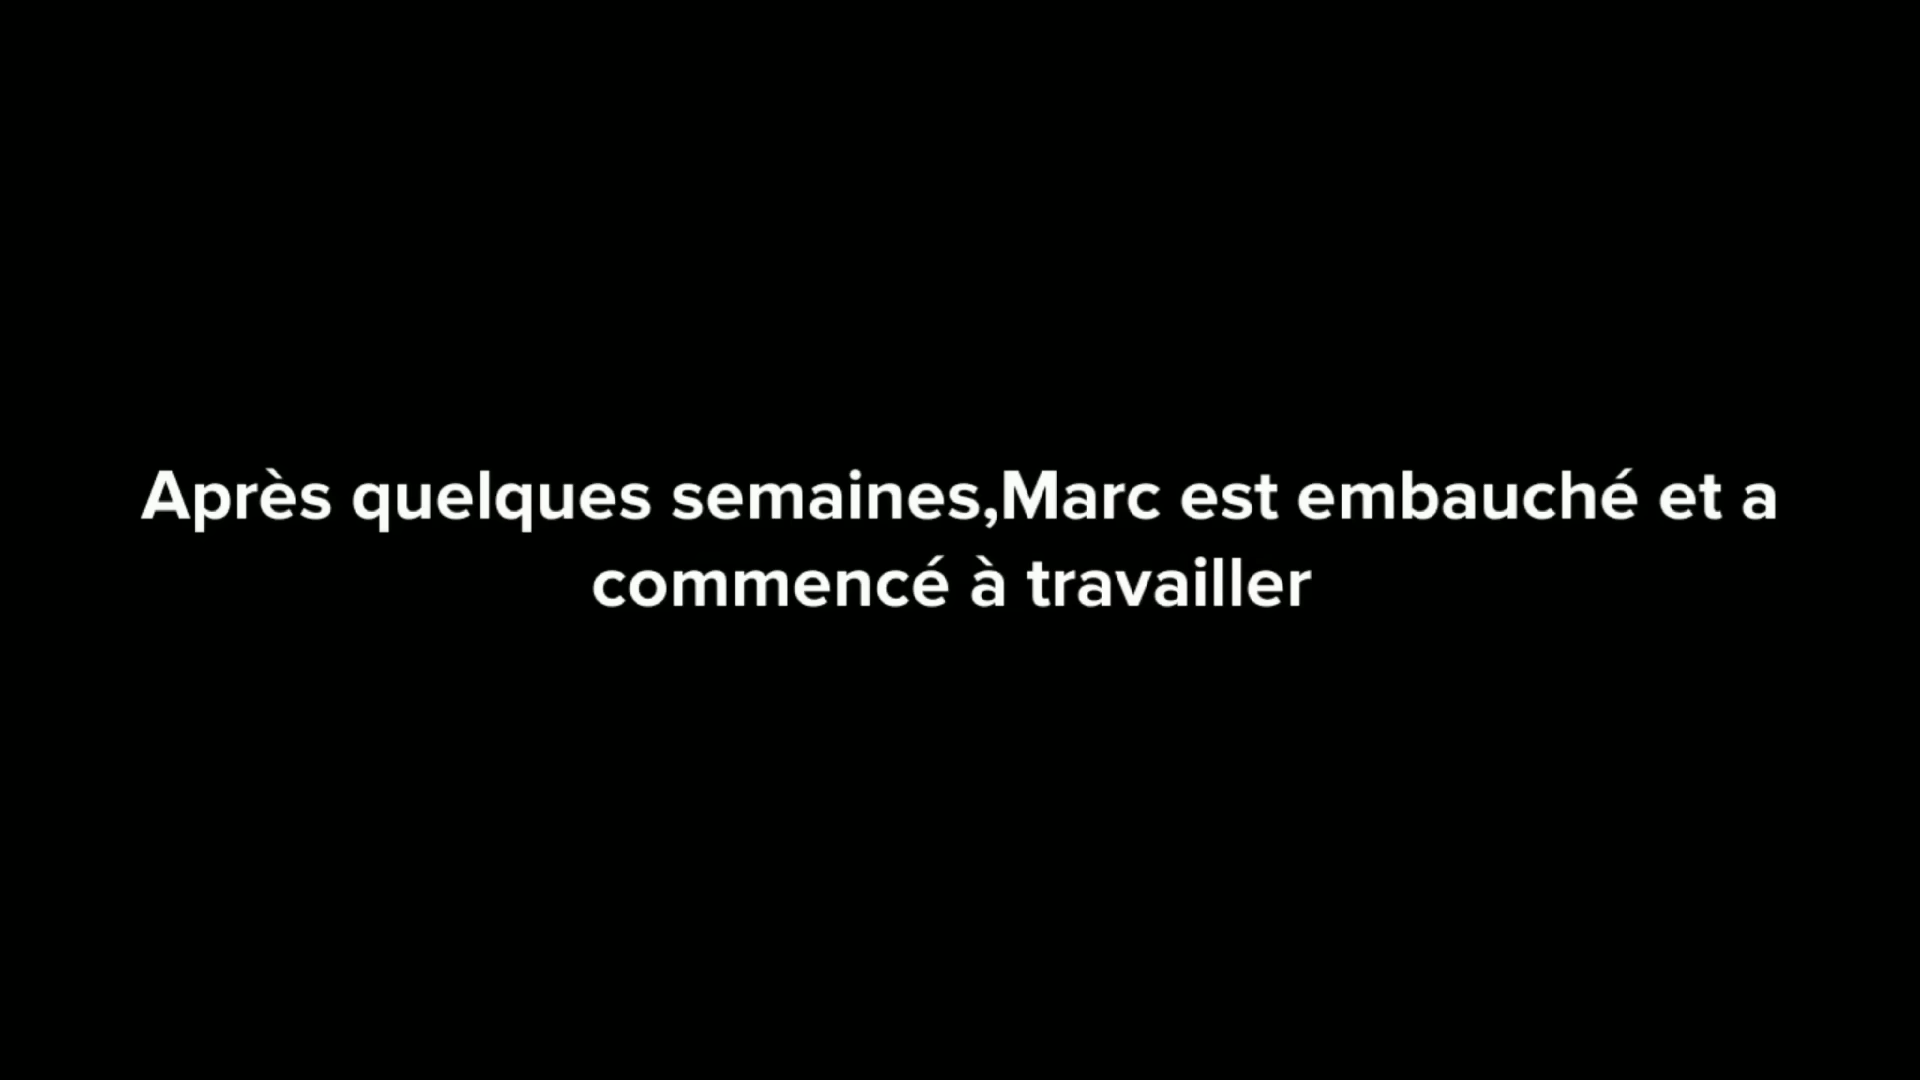 Après quelques semaines,Marc est embauché et a
commencé à travailler